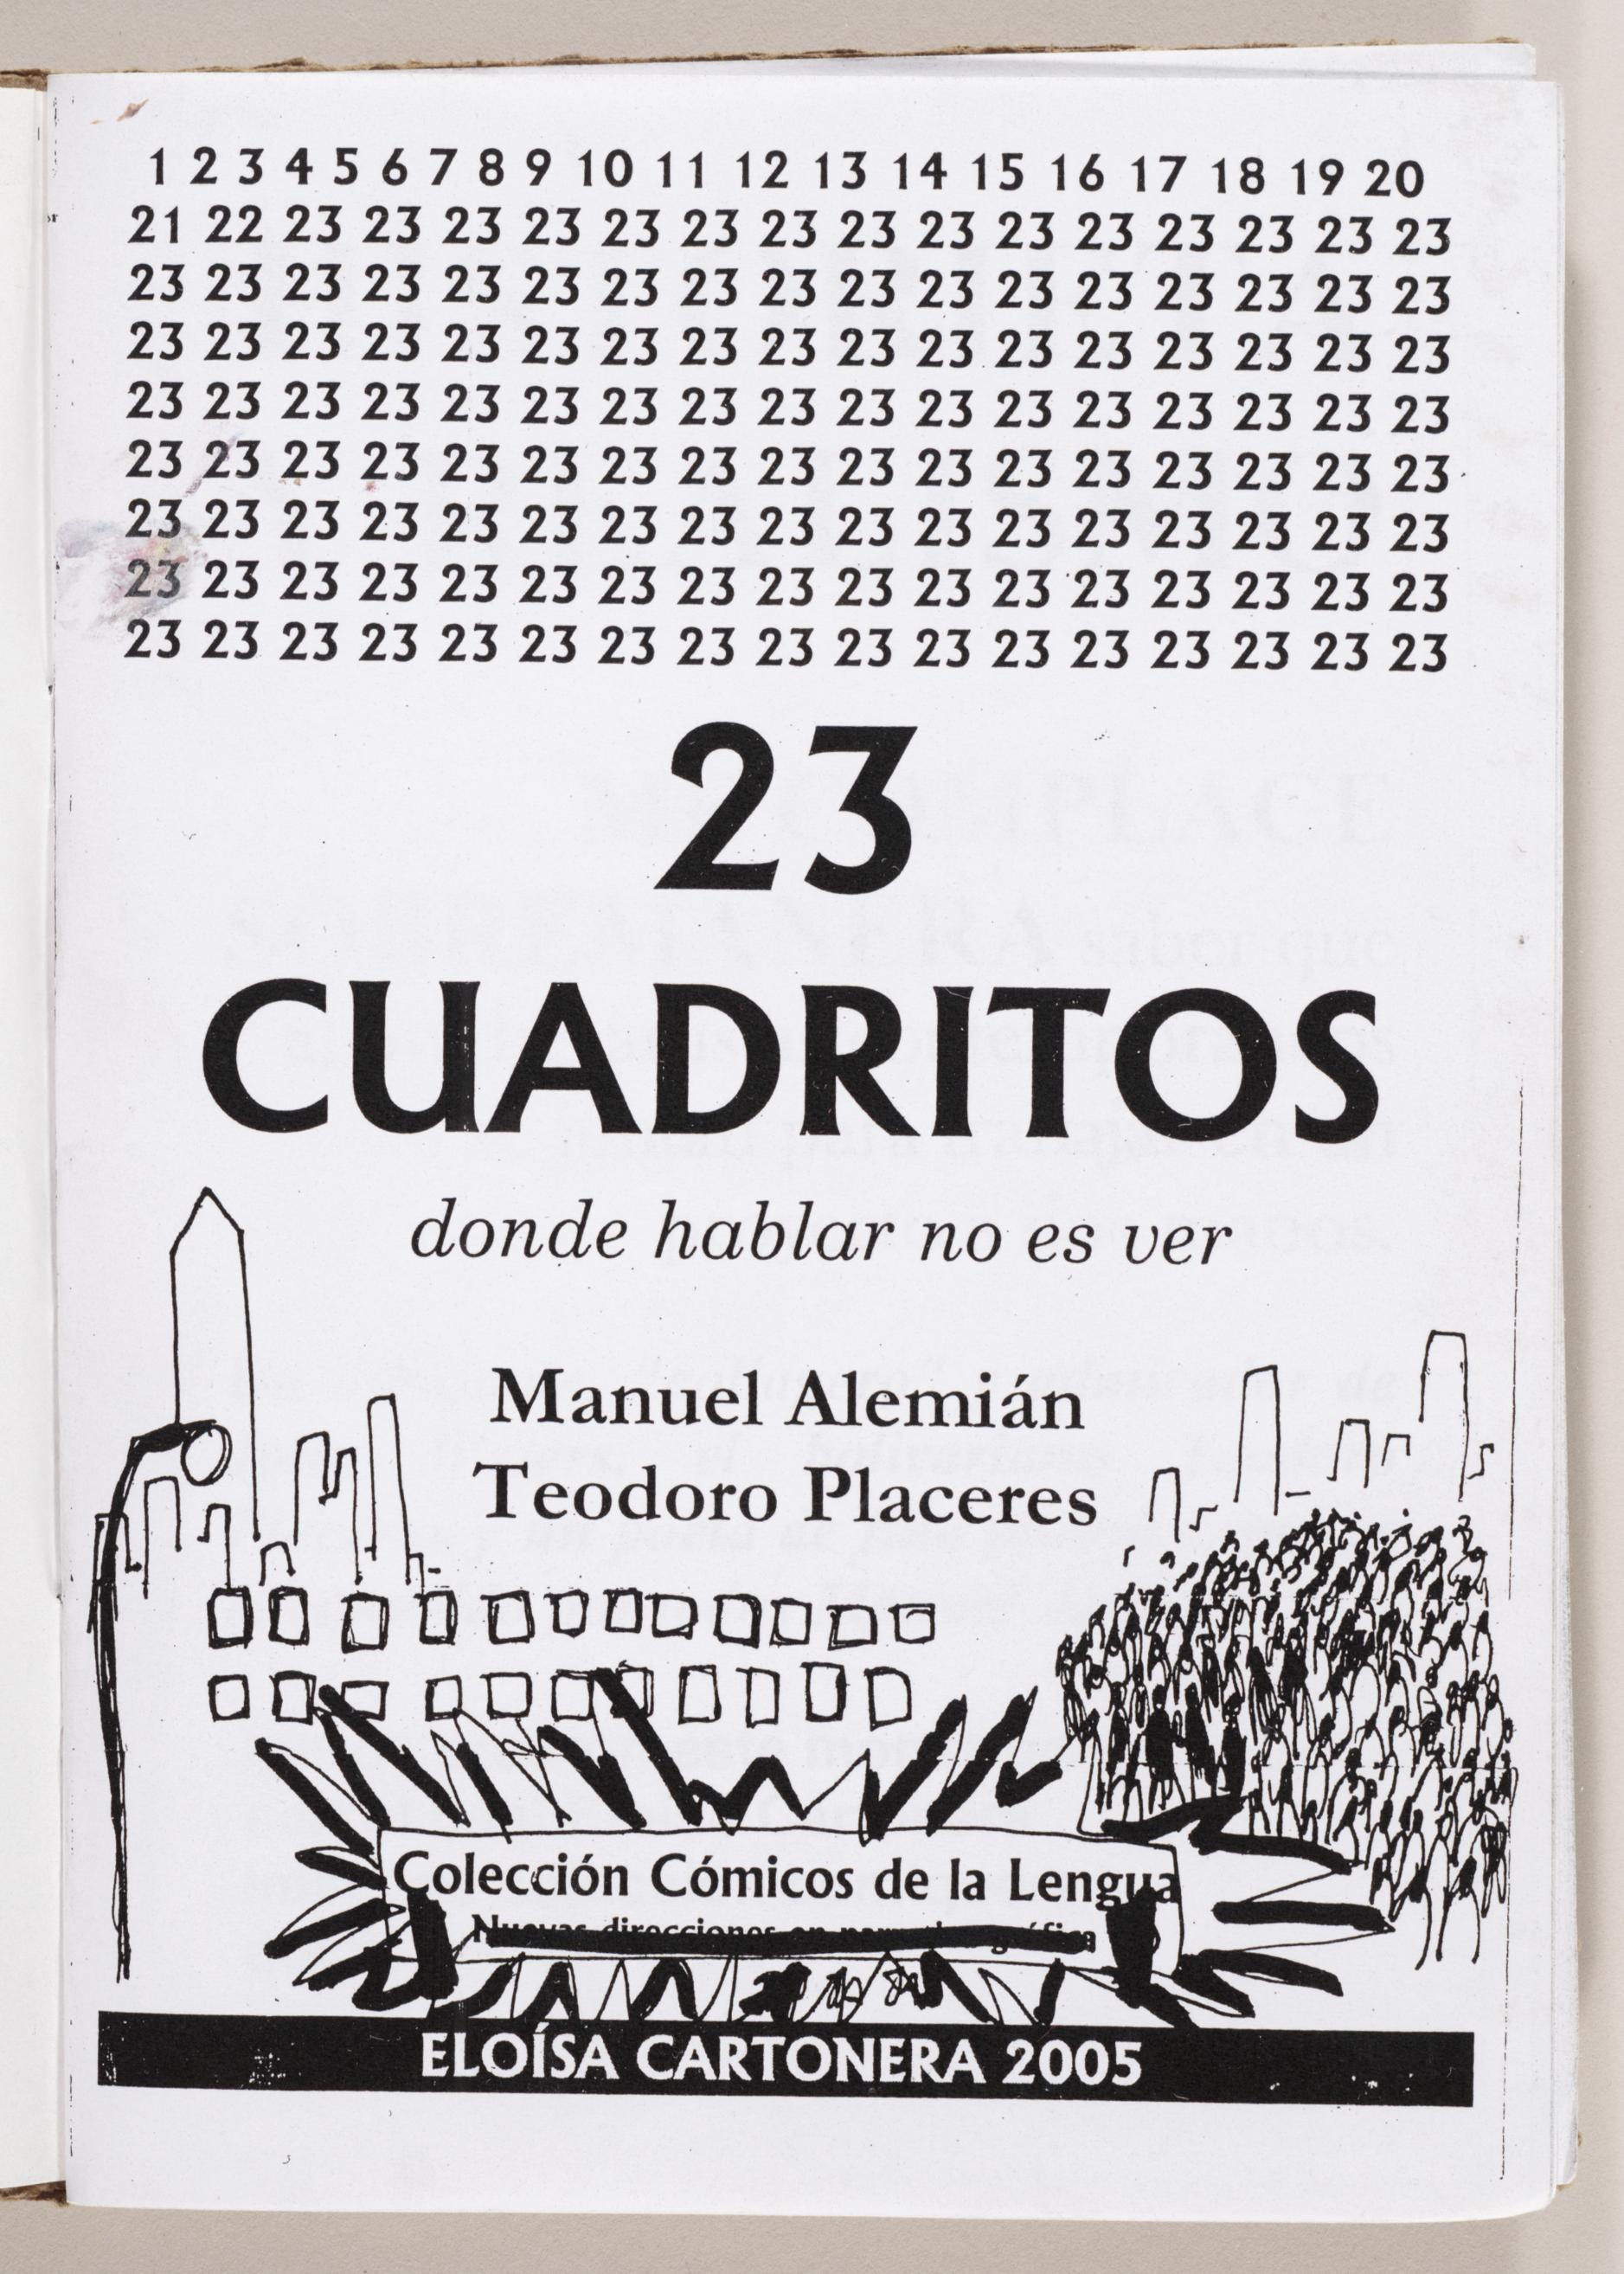 1 2 3 4 5 6 7 8 9 10 11 12 13 14 15 16 17 18 19 20
21 22 23 23 23 23 23 23 23 23 23 23 23 23 23 23 23
23 23 23 23 23 23 23 23 23 23 23 23 23 23 23 23 23
23 23 23 23 23 23 23 23 23 23 23 23 23 23 23 23 23
23 23 23 23 23 23 23 23 23 23 23 23 23 23 23 23 23
23 23 23 23 23 23 23 23 23 23 23 23 23 23 23 23 23
23 23 23 23 23 23 23 23 23 23 23 23 23 23 23 23 23
23 23 23 23 23 23 23 23 23 23 23 23 23 23 23 23 23
23 23 23 23 23 23 23 23 23 23 23 23 23 23 23 23 23
23
CUADRITOS
donde hablar no es ver
Manuel Alemián
Teodoro Placeres
Colección Cómicos de la Lengua
Nuevas direcciones en narrativa gráfica
ELOÍSA CARTONERA 2005